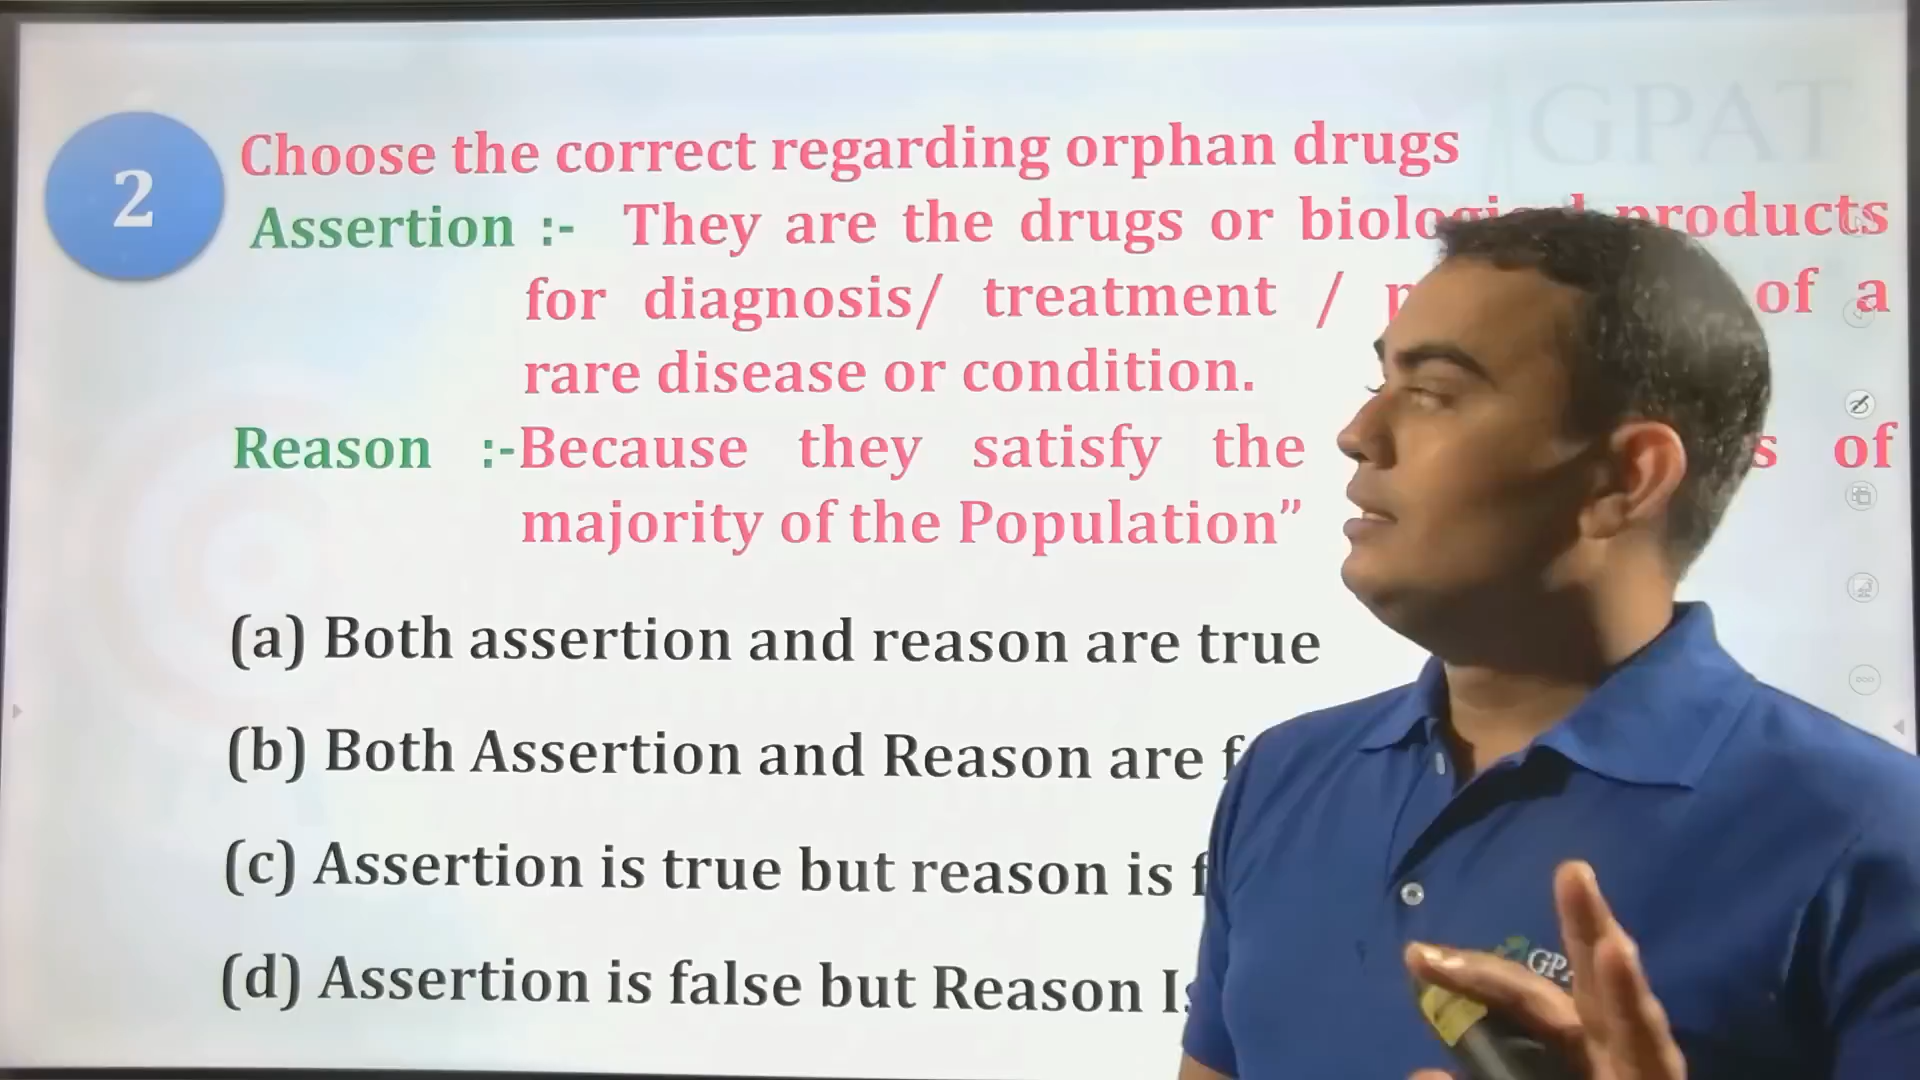 GPAT
2
Choose the correct regarding orphan drugs
Assertion :- They are the drugs or biological products
for diagnosis/ treatment / of a
rare disease or condition.
Reason :-Because they satisfy the of
majority of the Population”
(a) Both assertion and reason are true
(b) Both Assertion and Reason are
(c) Assertion is true but reason is
(d) Assertion is false but Reason